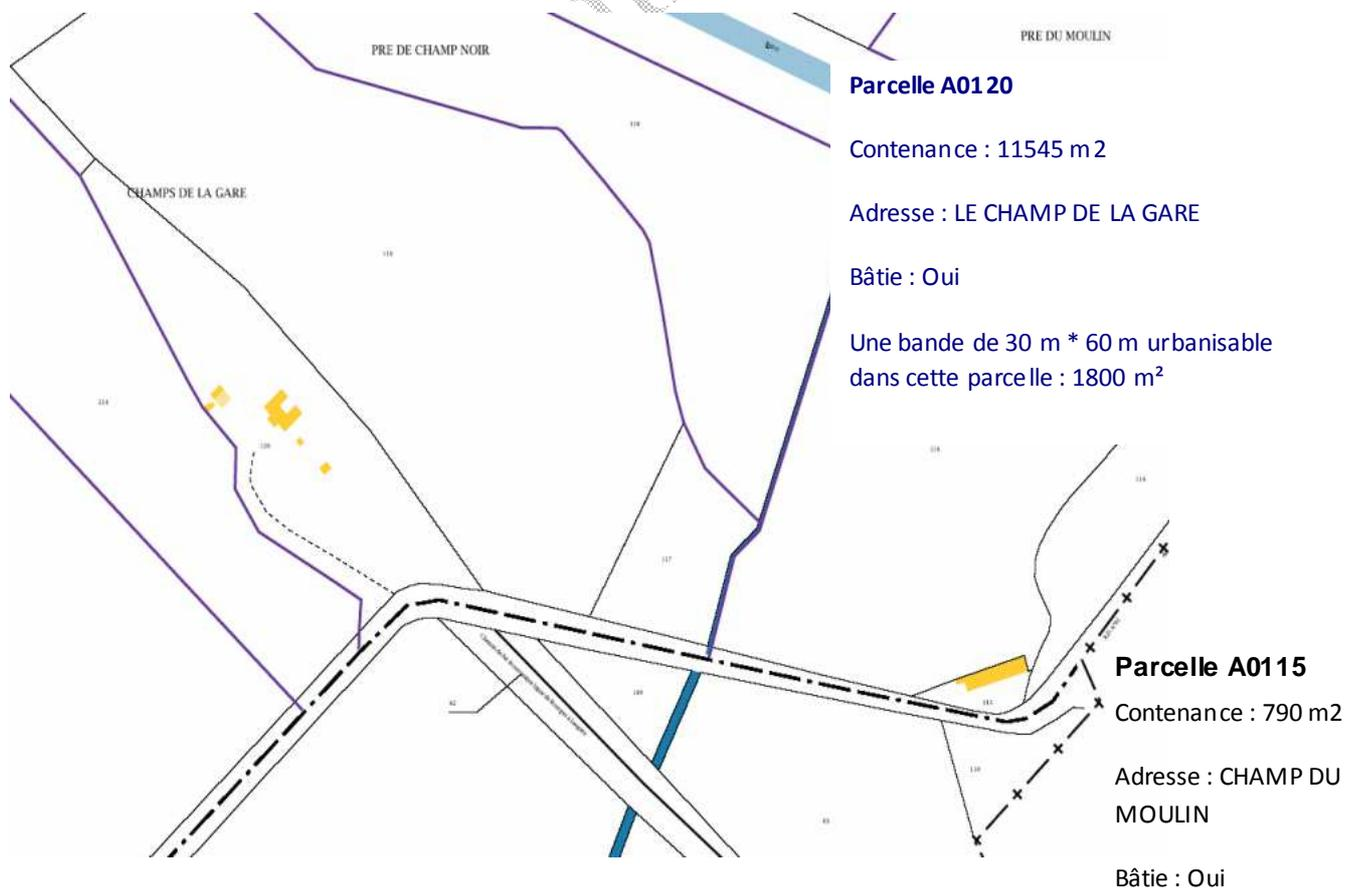 PRE DE CHAMP NOIR
PRE DU MOULIN
Parcelle A0120
Contenance : 11545 m2
Adresse : LE CHAMP DE LA GARE
Bâtie : Oui
Une bande de 30 m * 60 m urbanisable
dans cette parcelle : 1800 m²
CHAMPS DE LA GARE
117
Parcelle A0115
Contenance : 790 m2
Adresse : CHAMP DU
MOULIN
Bâtie : Oui